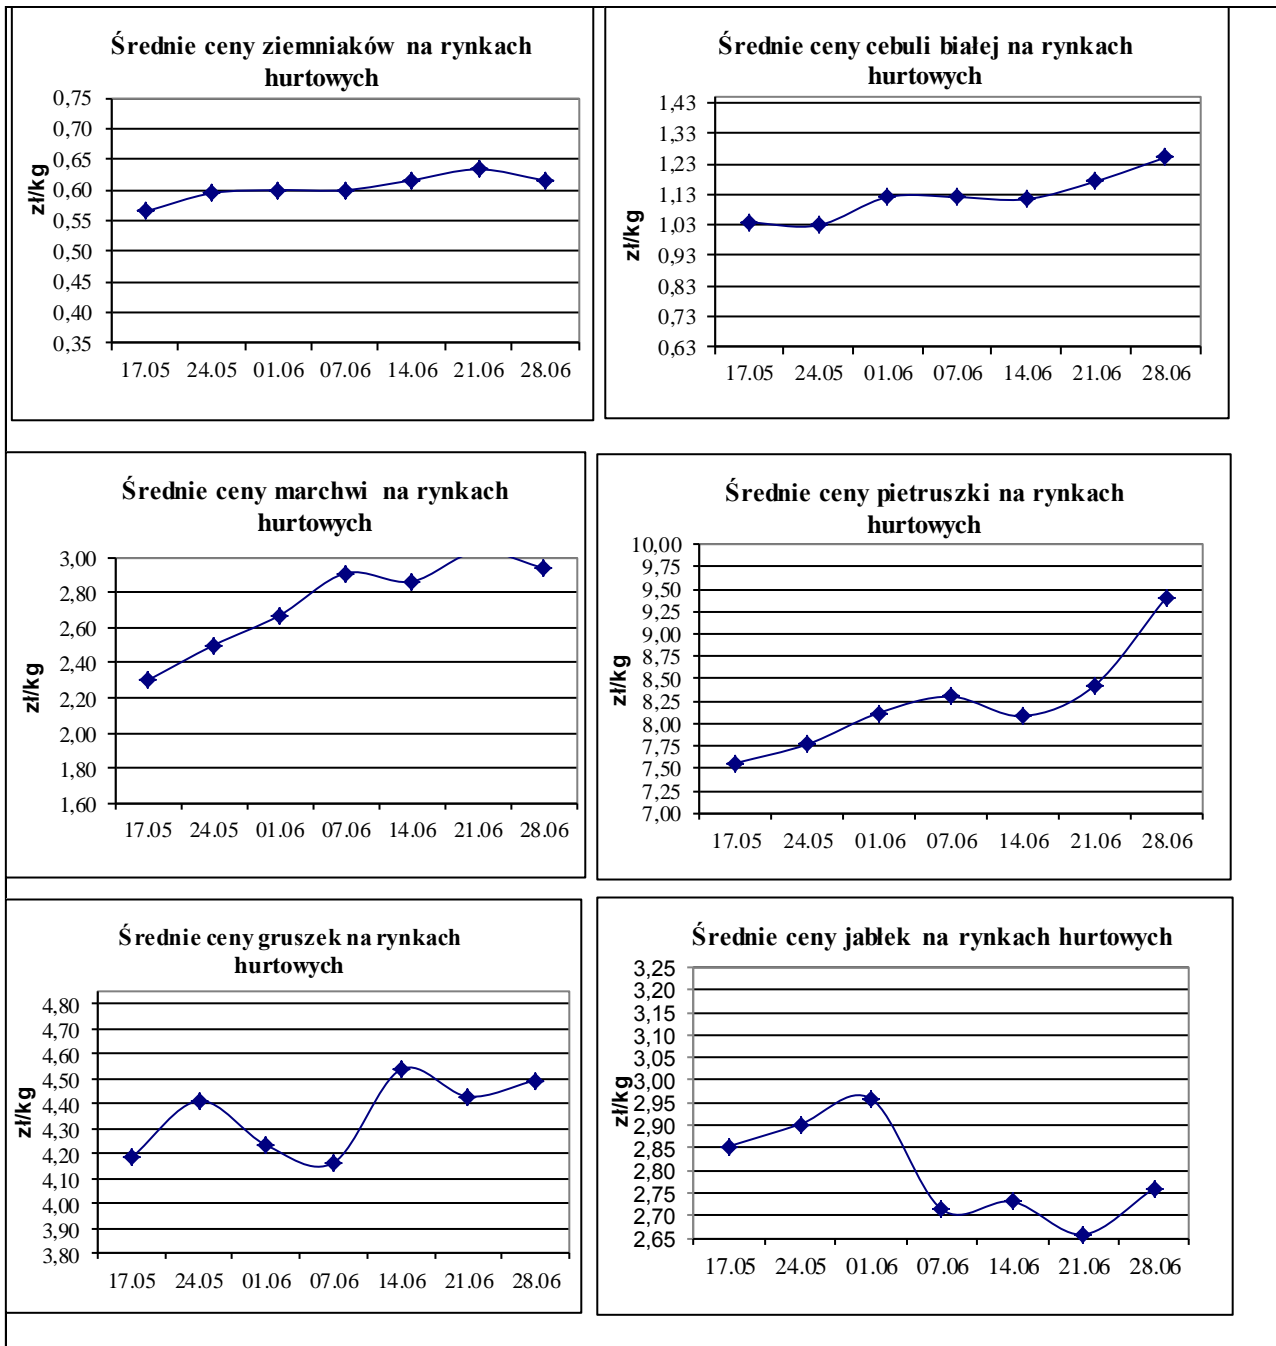 Średnie ceny ziemniaków na rynkach
hurtowych
zł/kg
0,75
0,70
0,65
0,60
0,55
0,50
0,45
0,40
0,35
17.05 24.05 01.06 07.06 14.06 21.06 28.06
Średnie ceny cebuli białej na rynkach
hurtowych
zł/kg
1,43
1,33
1,23
1,13
1,03
0,93
0,83
0,73
0,63
17.05 24.05 01.06 07.06 14.06 21.06 28.06
Średnie ceny marchwi na rynkach
hurtowych
zł/kg
3,00
2,80
2,60
2,40
2,20
2,00
1,80
1,60
17.05 24.05 01.06 07.06 14.06 21.06 28.06
Średnie ceny pietruszki na rynkach
hurtowych
zł/kg
10,00
9,75
9,50
9,25
9,00
8,75
8,50
8,25
8,00
7,75
7,50
7,25
7,00
17.05 24.05 01.06 07.06 14.06 21.06 28.06
Średnie ceny gruszek na rynkach
hurtowych
zł/kg
4,80
4,70
4,60
4,50
4,40
4,30
4,20
4,10
4,00
3,90
3,80
17.05 24.05 01.06 07.06 14.06 21.06 28.06
Średnie ceny jabłek na rynkach hurtowych
zł/kg
3,25
3,20
3,15
3,10
3,05
3,00
2,95
2,90
2,85
2,80
2,75
2,70
2,65
17.05 24.05 01.06 07.06 14.06 21.06 28.06